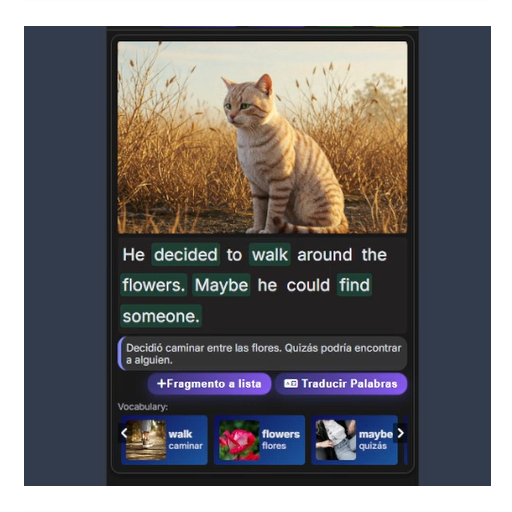 He decided to walk around the
flowers. Maybe he could find
someone.
Decidió caminar entre las flores. Quizás podría encontrar
a alguien.
+Fragmento a lista
Traducir Palabras
Vocabulary:
walk
caminar
flowers
flores
maybe
quizás